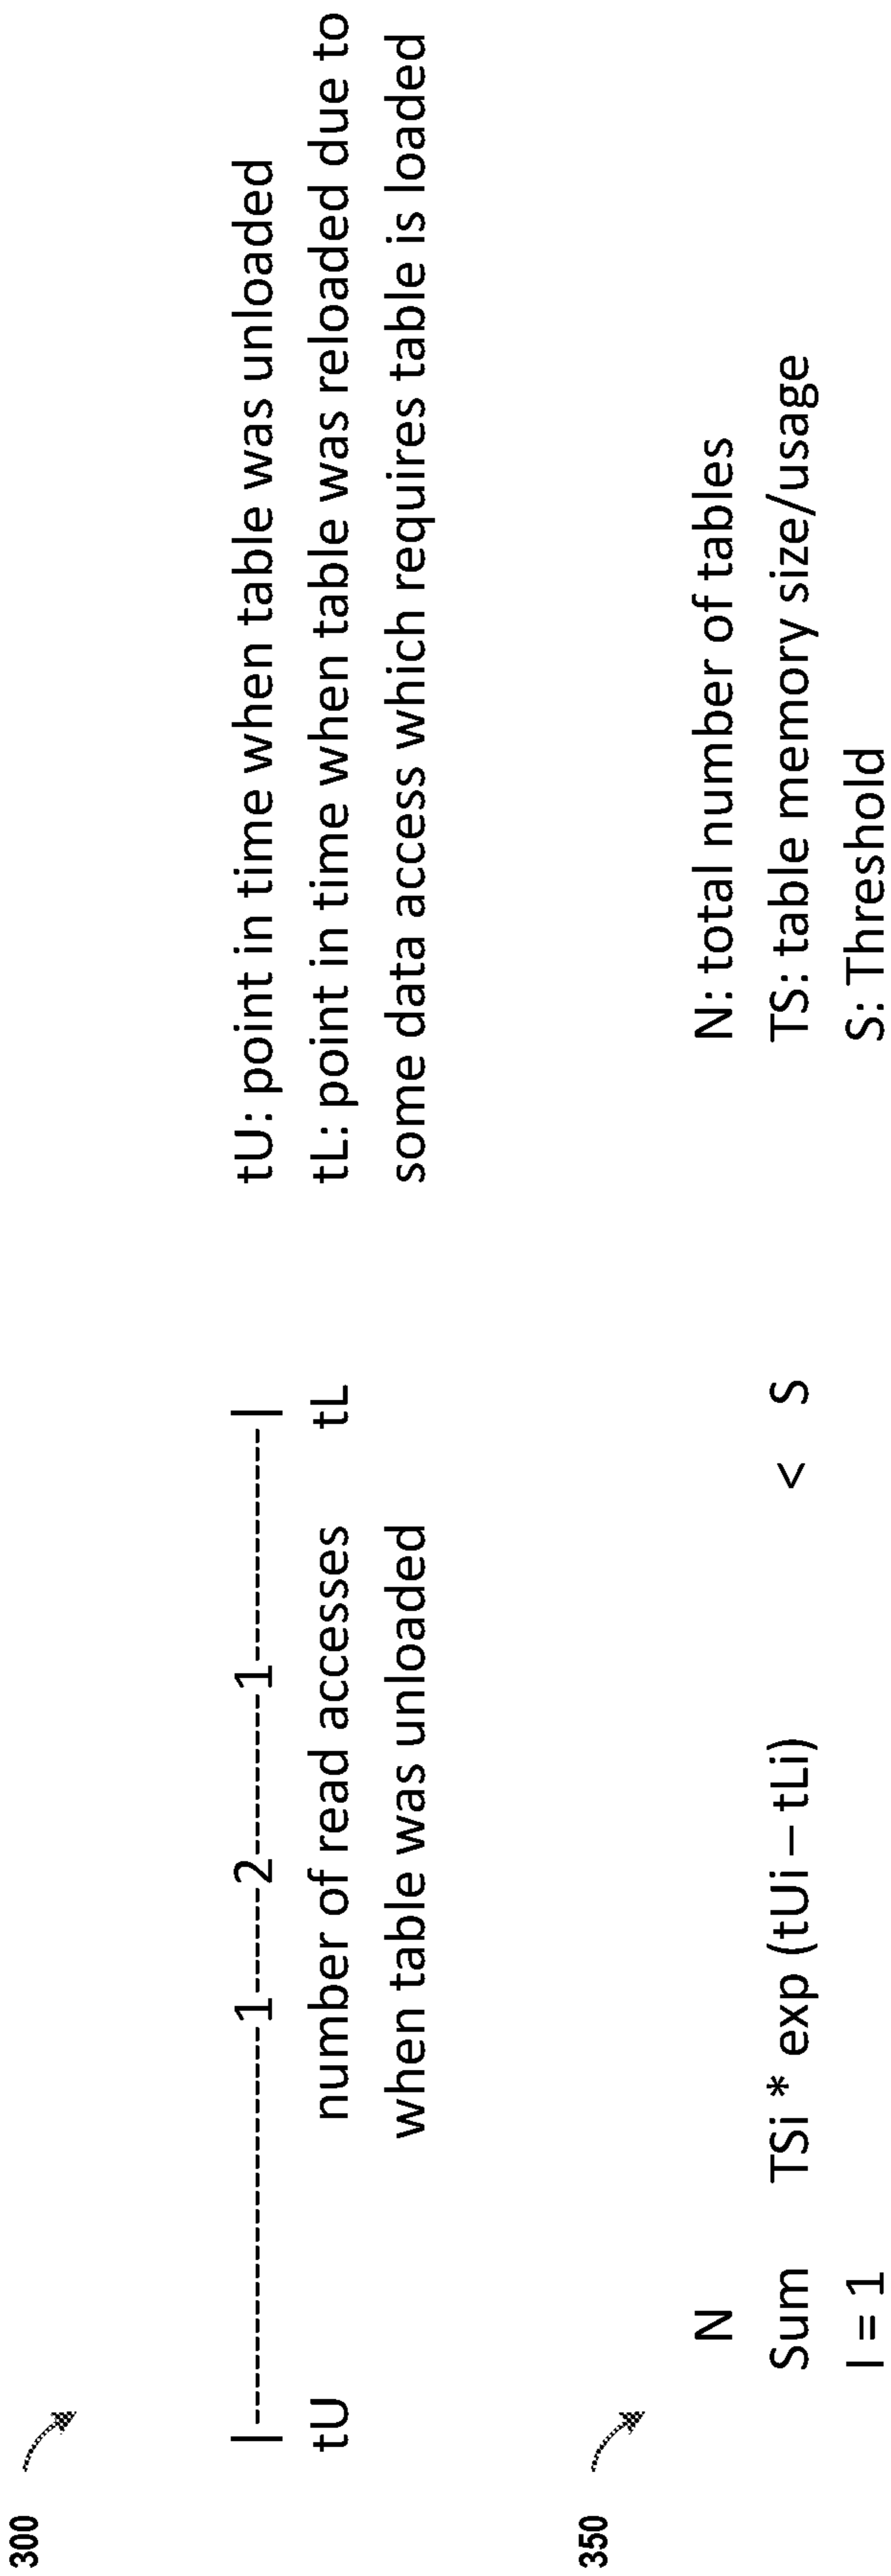 300
|--------------------1------2----------1------------|
tU number of read accesses tL
when table was unloaded
tU: point in time when table was unloaded
tL: point in time when table was reloaded due to
some data access which requires table is loaded
350
N
Sum TSi * exp (tUi – tLi) < S
I = 1
N: total number of tables
TS: table memory size/usage
S: Threshold